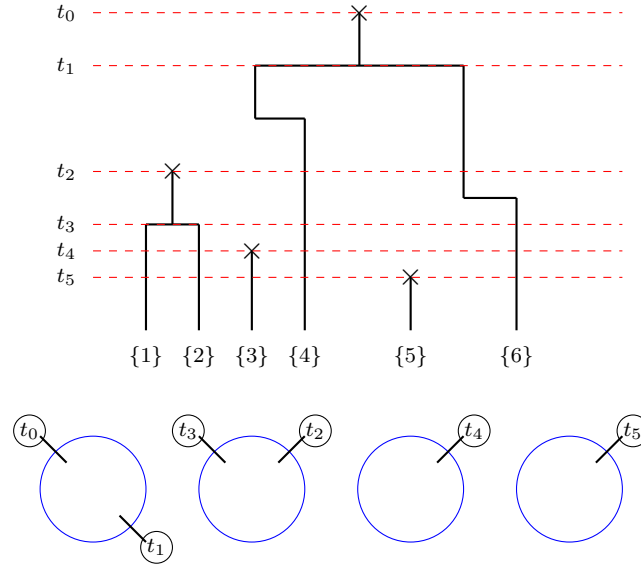 t₀
t₁
t₂
t₃
t₄
t₅
{1} {2} {3} {4} {5} {6}
t₀ t₃ t₂ t₄ t₅
t₁